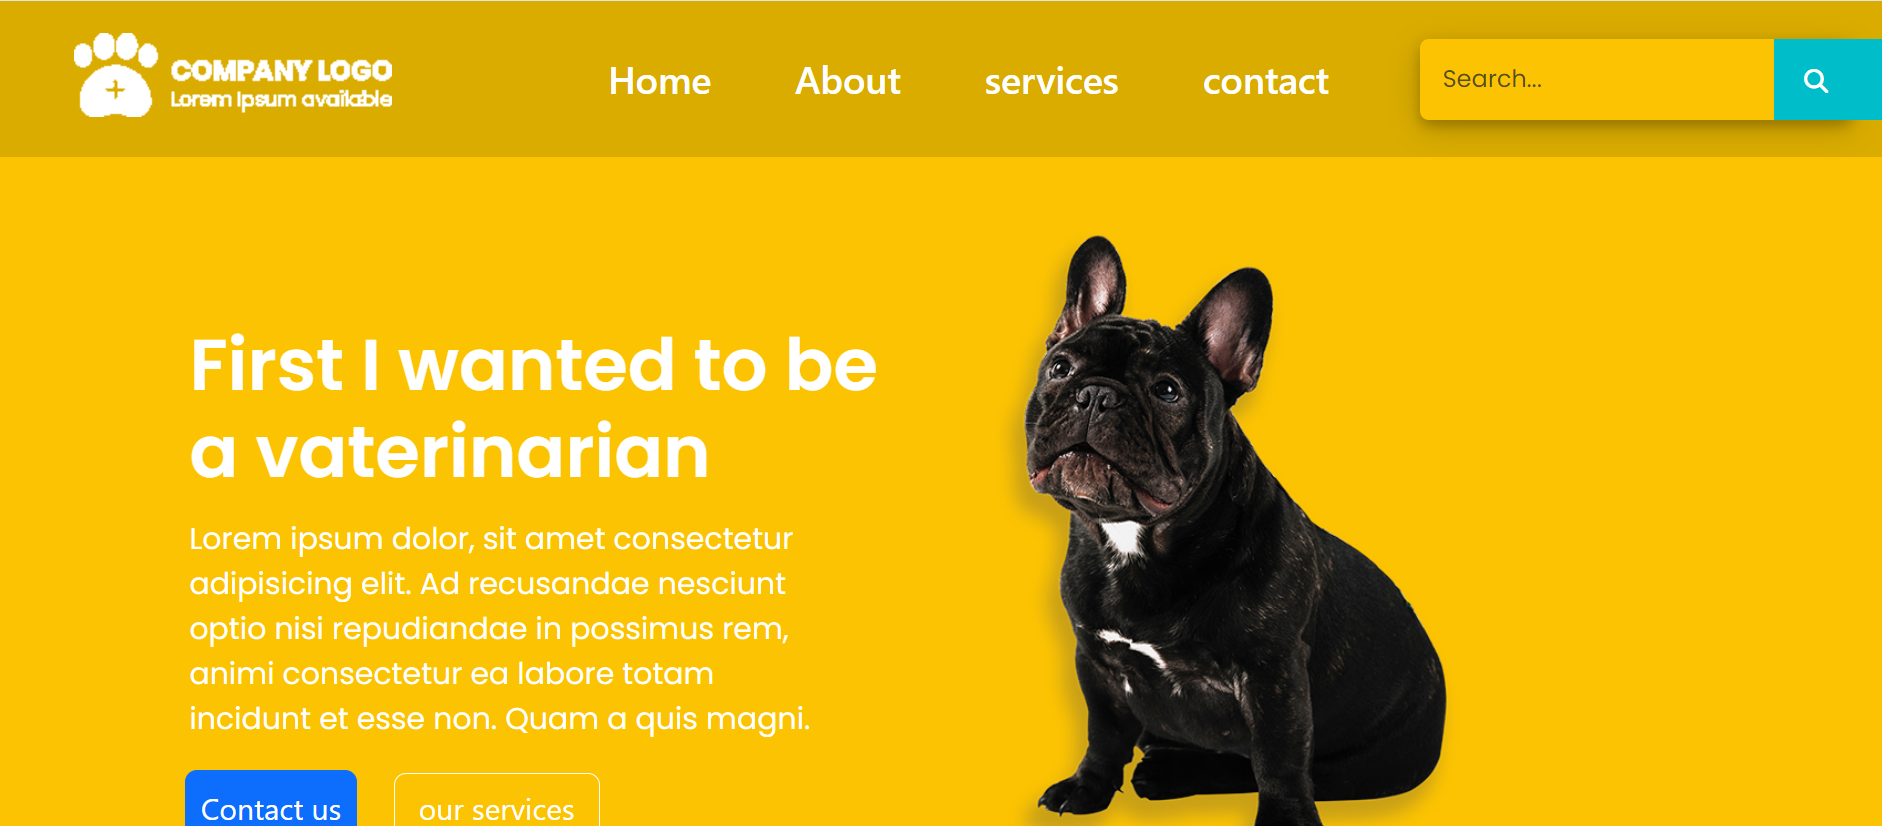 COMPANY LOGO
Lorem Ipsum available
Home About services contact
Search...
First I wanted to be
a vaterinarian
Lorem ipsum dolor, sit amet consectetur
adipisicing elit. Ad recusandae nesciunt
optio nisi repudiandae in possimus rem,
animi consectetur ea labore totam
incidunt et esse non. Quam a quis magni.
Contact us our services